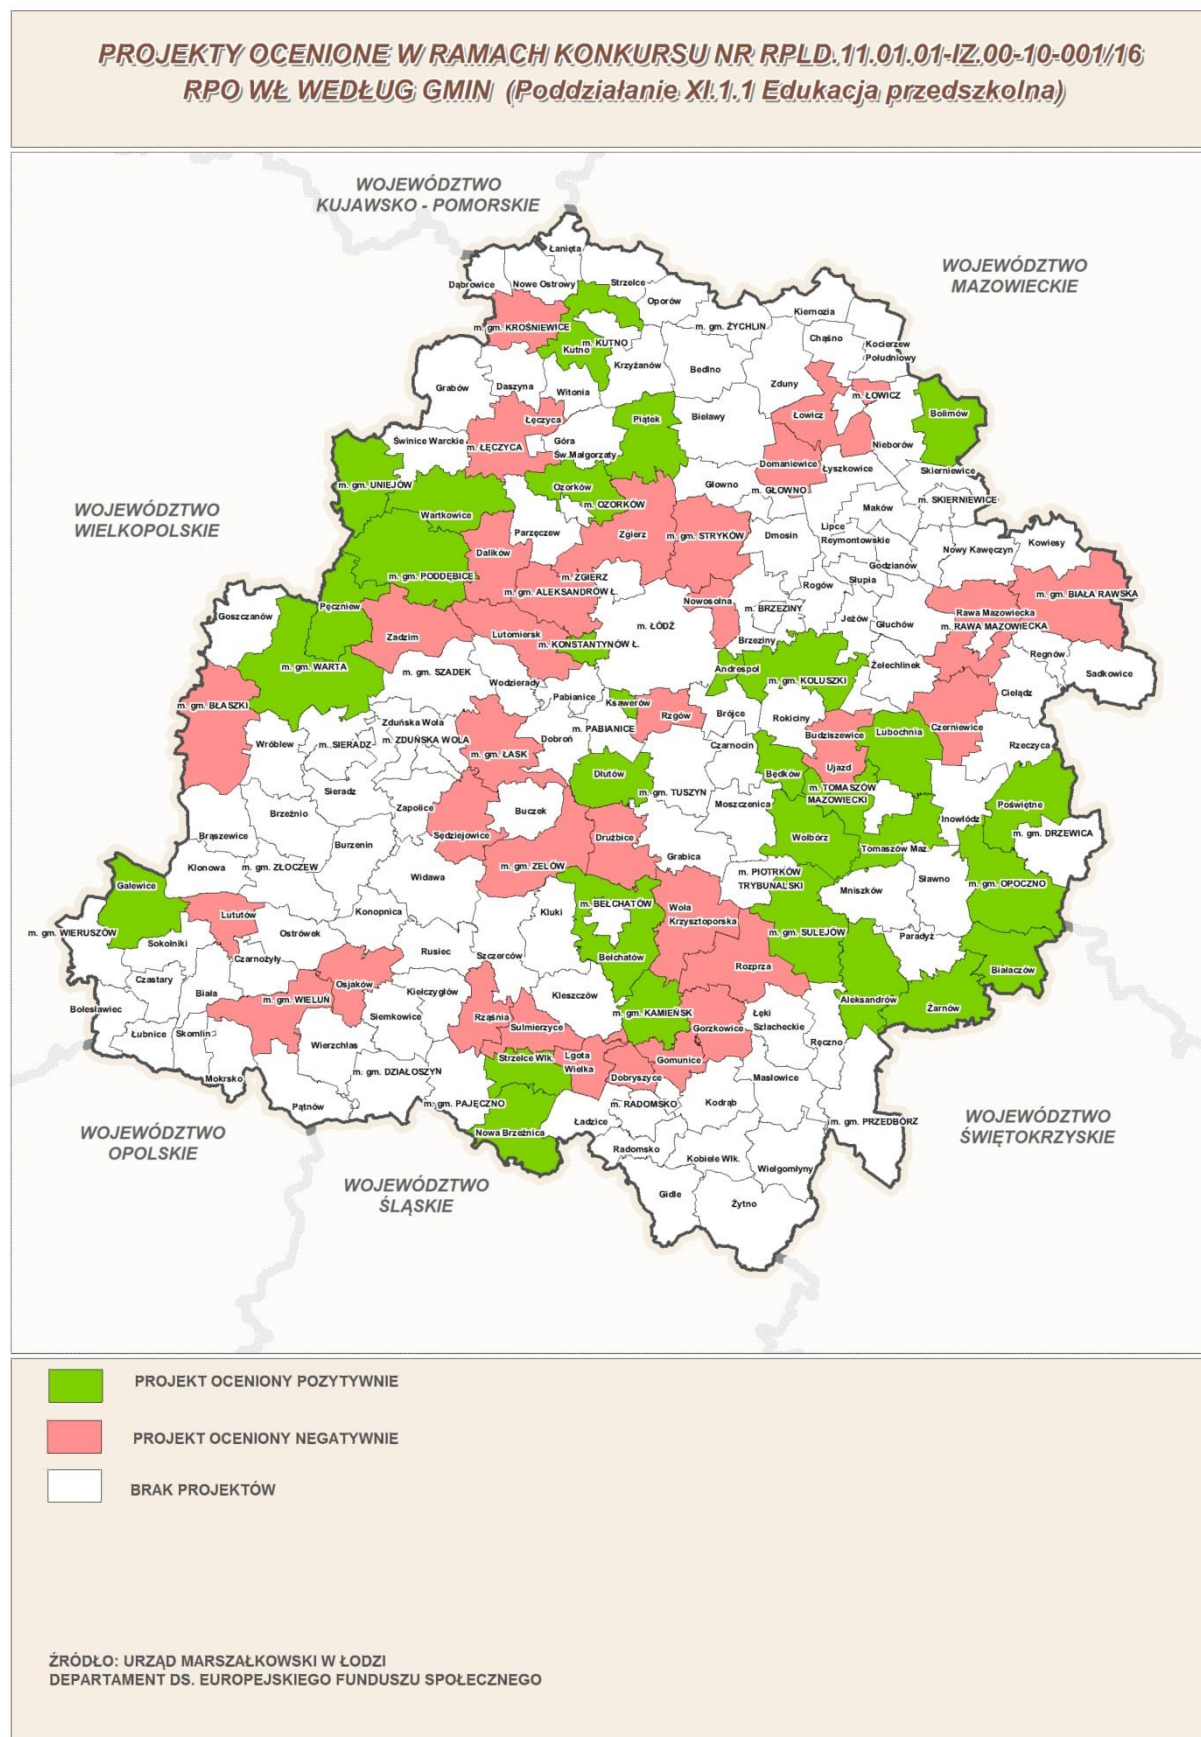 PROJEKTY OCENIONE W RAMACH KONKURSU NR RPLD.11.01.01-IZ.00-10-001/16
RPO WŁ WEDŁUG GMIN (Poddziałanie XI.1.1 Edukacja przedszkolna)
WOJEWÓDZTWO
KUJAWSKO - POMORSKIE
WOJEWÓDZTWO
MAZOWIECKIE
Łanięta
Dąbrowice
Nowe Ostrowy
Strzelce
Oporów
Kiernozia
m. gm. KROŚNIEWICE
m. KUTNO
Kutno
m. gm. ŻYCHLIN
Chąśno
Kocierzew
Południowy
Krzyżanów
Bedlno
Zduny
Grabów
Daszyna
Witonia
m. ŁOWICZ
Łęczyca
Piątek
Bielawy
Łowicz
Bolimów
Świnice Warckie
m. ŁĘCZYCA
Góra
Św.Małgorzaty
Nieborów
Domaniewice
Łyszkowice
Skierniewice
m. gm. UNIEJÓW
Ozorków
Głowno
m. GŁOWNO
m. SKIERNIEWICE
WOJEWÓDZTWO
WIELKOPOLSKIE
Wartkowice
m. OZORKÓW
Maków
Parzęczew
Zgierz
m. gm. STRYKÓW
Dmosin
Lipce
Reymontowskie
Kowiesy
Nowy Kawęczyn
Dalików
Godzianów
m. gm. PODDĘBICE
m. ZGIERZ
Słupia
Rogów
m. gm. ALEKSANDRÓW Ł.
m. gm. BIAŁA RAWSKA
Pęczniew
Nowosolna
m. BRZEZINY
Rawa Mazowiecka
Goszczanów
Zadzim
Lutomiersk
m. ŁÓDŹ
Jeżów
Głuchów
m. RAWA MAZOWIECKA
m. KONSTANTYNÓW Ł.
Brzeziny
Regnów
m. gm. WARTA
m. gm. SZADEK
Andrespol
m. gm. KOLUSZKI
Żelechlinek
Sadkowice
Wodzierady
Pabianice
Cielądz
m. gm. BŁASZKI
Ksawerów
Rzgów
Brójce
Rokiciny
Zduńska Wola
m. PABIANICE
Budziszewice
Lubochnia
Czerniewice
m. ZDUŃSKA WOLA
Dobroń
Wróblew
m. SIERADZ
Czarnocin
Rzeczyca
m. gm. ŁASK
Ujazd
Sieradz
Dłutów
Będków
m. TOMASZÓW
MAZOWIECKI
m. gm. TUSZYN
Zapolice
Buczek
Moszczenica
Poświętne
Brzeźnio
Inowłódz
Brąszewice
Sędziejowice
Drużbice
Wolbórz
m. gm. DRZEWICA
Burzenin
Tomaszów Maz.
Klonowa
m. gm. ZŁOCZEW
m. gm. ZELÓW
Grabica
m. PIOTRKÓW
TRYBUNALSKI
Galewice
Widawa
Sławno
m. gm. OPOCZNO
Mniszków
m. BEŁCHATÓW
Wola
Krzysztoporska
Lututów
Konopnica
Kluki
m. gm. WIERUSZÓW
Ostrówek
m. gm. SULEJÓW
Paradyż
Sokolniki
Czarnożyły
Rusiec
Szczerców
Bełchatów
Rozprza
Białaczów
Czastary
Biała
Osjaków
Kiełczygłów
Kleszczów
Aleksandrów
Bolesławiec
m. gm. WIELUŃ
Żarnów
Rząśnia
m. gm. KAMIEŃSK
Łęki
Szlacheckie
Siemkowice
Sulmierzyce
Gorzkowice
Łubnice
Skomlin
Wierzchlas
Ręczno
Strzelce Wlk.
Lgota
Wielka
Gomunice
m. gm. DZIAŁOSZYN
Dobryszyce
Masłowice
Mokrsko
Pątnów
m. gm. PAJĘCZNO
m. RADOMSKO
Kodrąb
m. gm. PRZEDBÓRZ
Ładzice
Nowa Brzeźnica
Radomsko
Kobiele Wlk.
Wielgomłyny
Gidle
Żytno
WOJEWÓDZTWO
OPOLSKIE
WOJEWÓDZTWO
ŚLĄSKIE
WOJEWÓDZTWO
ŚWIĘTOKRZYSKIE
PROJEKT OCENIONY POZYTYWNIE
PROJEKT OCENIONY NEGATYWNIE
BRAK PROJEKTÓW
ŹRÓDŁO: URZĄD MARSZAŁKOWSKI W ŁODZI
DEPARTAMENT DS. EUROPEJSKIEGO FUNDUSZU SPOŁECZNEGO